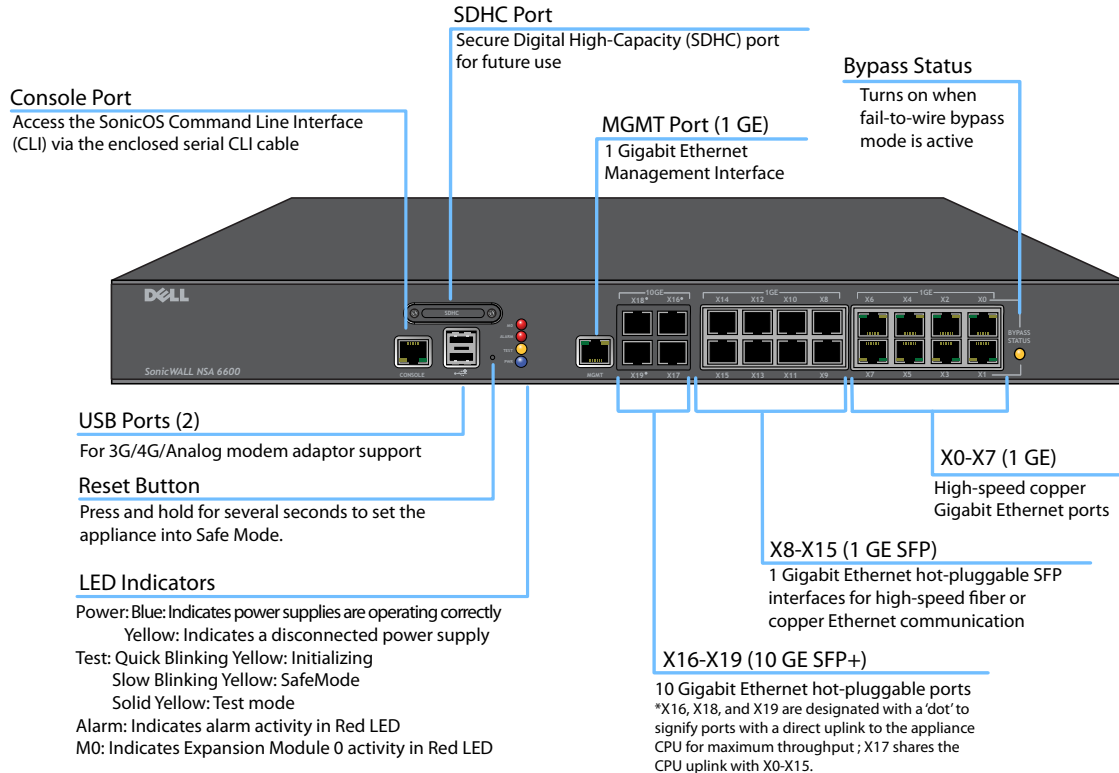 SDHC Port
Secure Digital High-Capacity (SDHC) port
for future use
Bypass Status
Turns on when
fail-to-wire bypass
mode is active
Console Port
Access the SonicOS Command Line Interface
(CLI) via the enclosed serial CLI cable
MGMT Port (1 GE)
1 Gigabit Ethernet
Management Interface
DELL
SDHC
M0
ALARM
TEST
PWR
CONSOLE
MGMT
SonicWALL NSA 6600
10GE
X18* X16*
X19* X17
1GE
X14 X12 X10 X8
X15 X13 X11 X9
1GE
X6 X4 X2 X0
X7 X5 X3 X1
BYPASS
STATUS
USB Ports (2)
For 3G/4G/Analog modem adaptor support
Reset Button
Press and hold for several seconds to set the
appliance into Safe Mode.
LED Indicators
Power: Blue: Indicates power supplies are operating correctly
Yellow: Indicates a disconnected power supply
Test: Quick Blinking Yellow: Initializing
Slow Blinking Yellow: SafeMode
Solid Yellow: Test mode
Alarm: Indicates alarm activity in Red LED
M0: Indicates Expansion Module 0 activity in Red LED
X0-X7 (1 GE)
High-speed copper
Gigabit Ethernet ports
X8-X15 (1 GE SFP)
1 Gigabit Ethernet hot-pluggable SFP
interfaces for high-speed fiber or
copper Ethernet communication
X16-X19 (10 GE SFP+)
10 Gigabit Ethernet hot-pluggable ports
*X16, X18, and X19 are designated with a 'dot' to
signify ports with a direct uplink to the appliance
CPU for maximum throughput ; X17 shares the
CPU uplink with X0-X15.